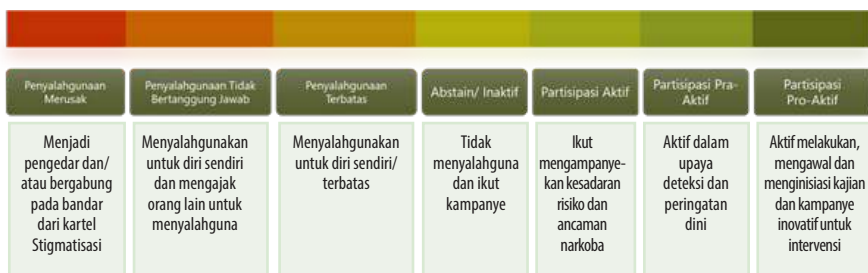 Penyalahgunaan
Merusak
Penyalahgunaan Tidak
Bertanggung Jawab
Penyalahgunaan
Terbatas
Abstain/ Inaktif
Partisipasi Aktif
Partisipasi Pra-
Aktif
Partisipasi
Pro-Aktif
Menjadi
pengedar dan/
atau bergabung
pada bandar
dari kartel
Stigmatisasi
Menyalahgunakan
untuk diri sendiri
dan mengajak
orang lain untuk
menyalahguna
Menyalahgunakan
untuk diri sendiri/
terbatas
Tidak
menyalahguna
dan ikut
kampanye
Ikut
mengampanye-
kan kesadaran
risiko dan
ancaman
narkoba
Aktif dalam
upaya
deteksi dan
peringatan
dini
Aktif melakukan,
mengawal dan
menginisiasi kajian
dan kampanye
inovatif untuk
intervensi